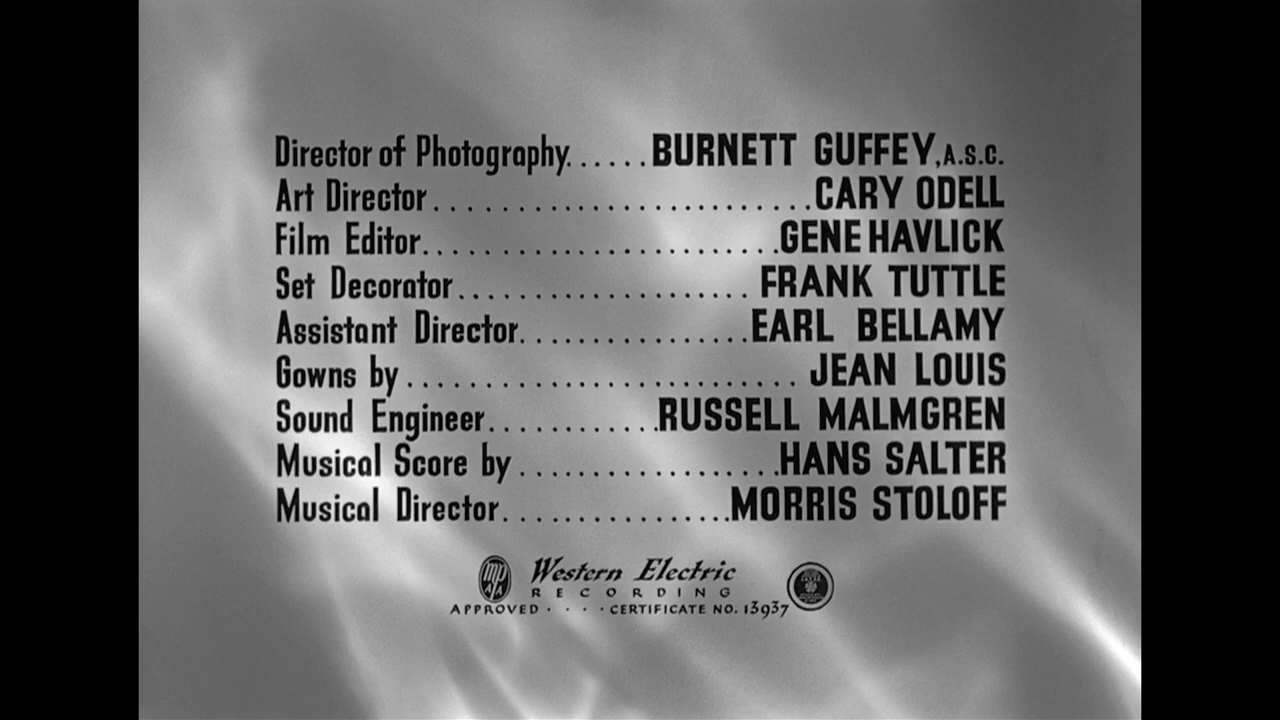 Director of Photography......BURNETT GUFFEY,A.S.C.
Art Director.........................CARY ODELL
Film Editor.......................GENE HAVLICK
Set Decorator................... FRANK TUTTLE
Assistant Director.................EARL BELLAMY
Gowns by......................... JEAN LOUIS
Sound Engineer............RUSSELL MALMGREN
Musical Score by..................HANS SALTER
Musical Director................MORRIS STOLOFF
Western Electric
RECORDING
APPROVED . . . . CERTIFICATE NO. 13937